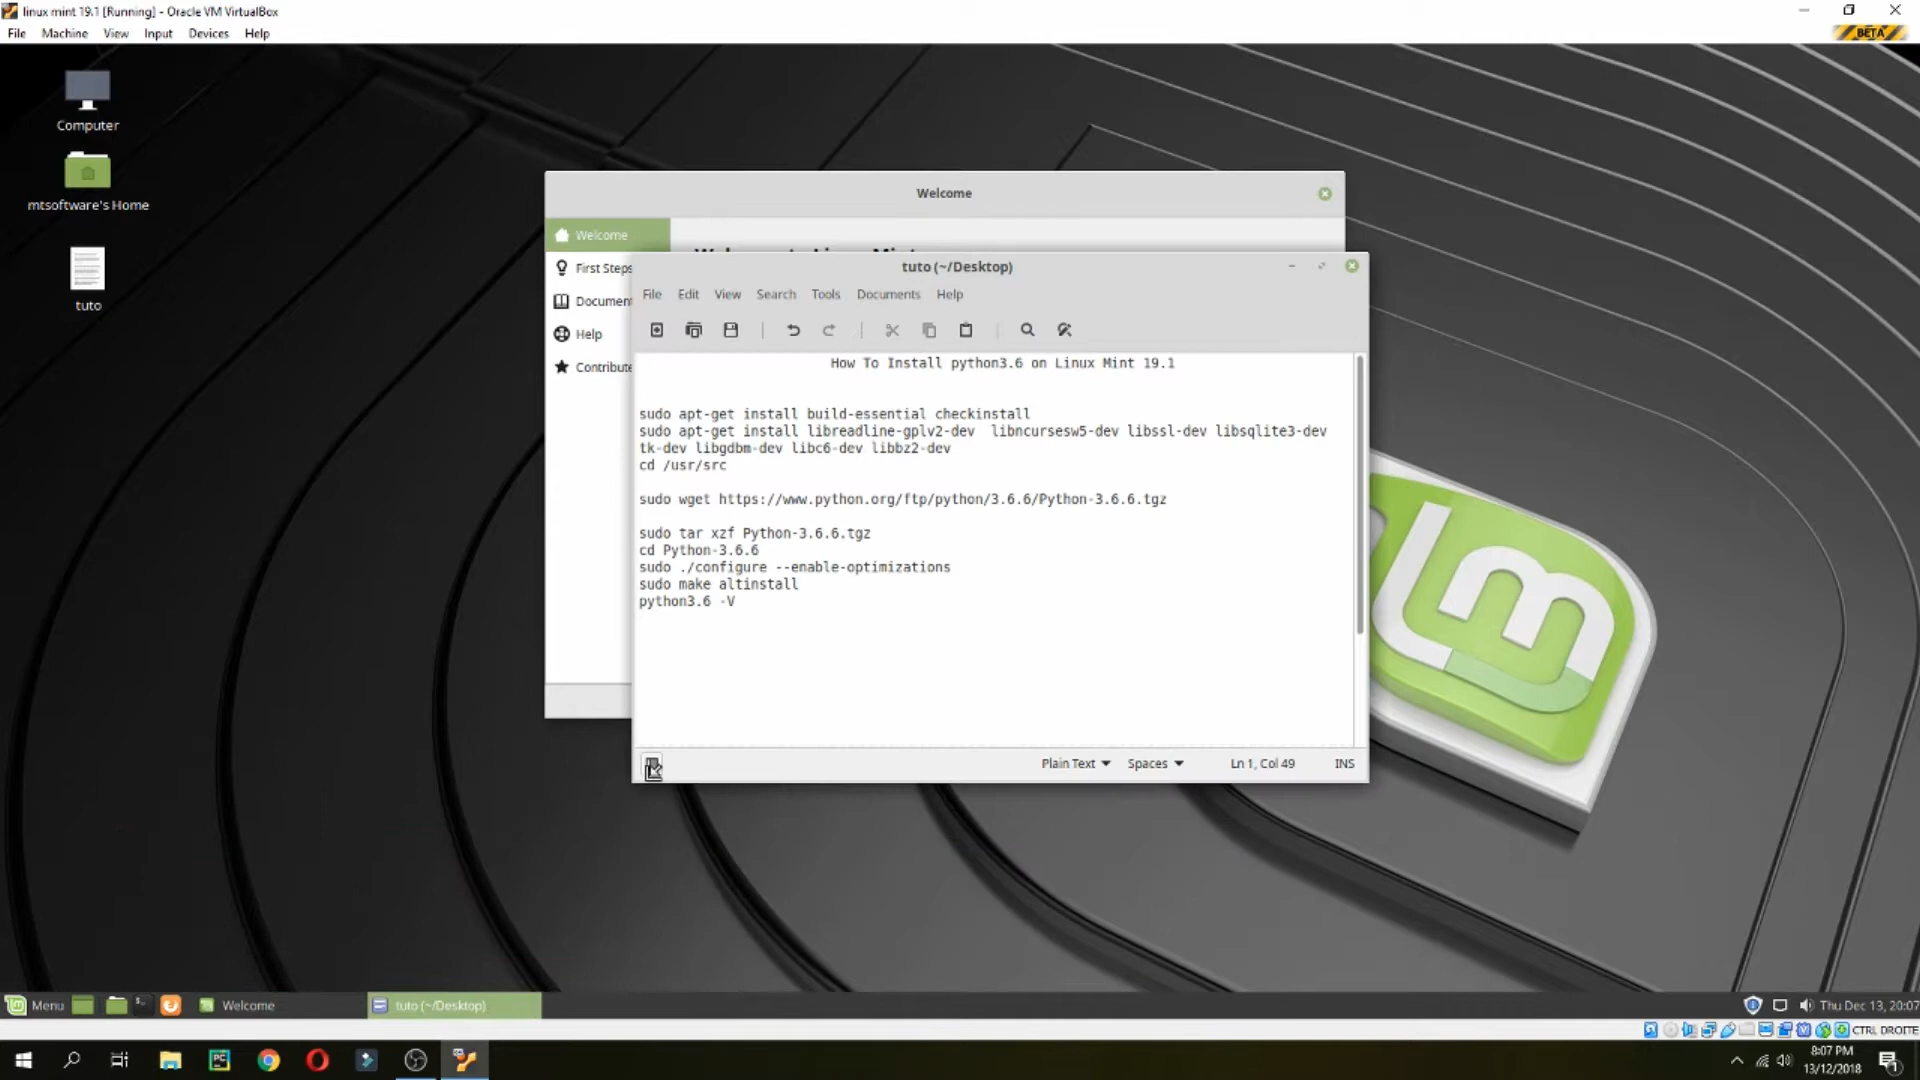 linux mint 19.1 [Running] - Oracle VM VirtualBox
File Machine View Input Devices Help
BETA
Computer
mtsoftware's Home
tuto
Welcome
Welcome
First Steps
Help
tuto (~/Desktop)
File Edit View Search Tools Documents Help
How To Install python3.6 on Linux Mint 19.1
sudo apt-get install build-essential checkinstall
sudo apt-get install libreadline-gplv2-dev  libncursesw5-dev libssl-dev libsqlite3-dev
tk-dev libgdbm-dev libc6-dev libbz2-dev
cd /usr/src
sudo wget https://www.python.org/ftp/python/3.6.6/Python-3.6.6.tgz
sudo tar xzf Python-3.6.6.tgz
cd Python-3.6.6
sudo ./configure --enable-optimizations
sudo make altinstall
python3.6 -V
Plain Text Spaces Ln 1, Col 49 INS
Menu Welcome tuto (~/Desktop) Thu Dec 13, 20:07
CTRL DROITE
8:07 PM
13/12/2018